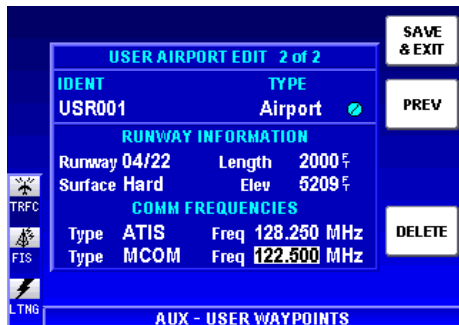 SAVE
& EXIT
USER AIRPORT EDIT 2 of 2
IDENT TYPE
USR001 Airport
PREV
RUNWAY INFORMATION
Runway 04/22 Length 2000 FT
Surface Hard Elev 5209 FT
TRFC
COMM FREQUENCIES
Type ATIS Freq 128.250 MHz
DELETE
FIS
Type MCOM Freq 122.500 MHz
LTNG
AUX - USER WAYPOINTS